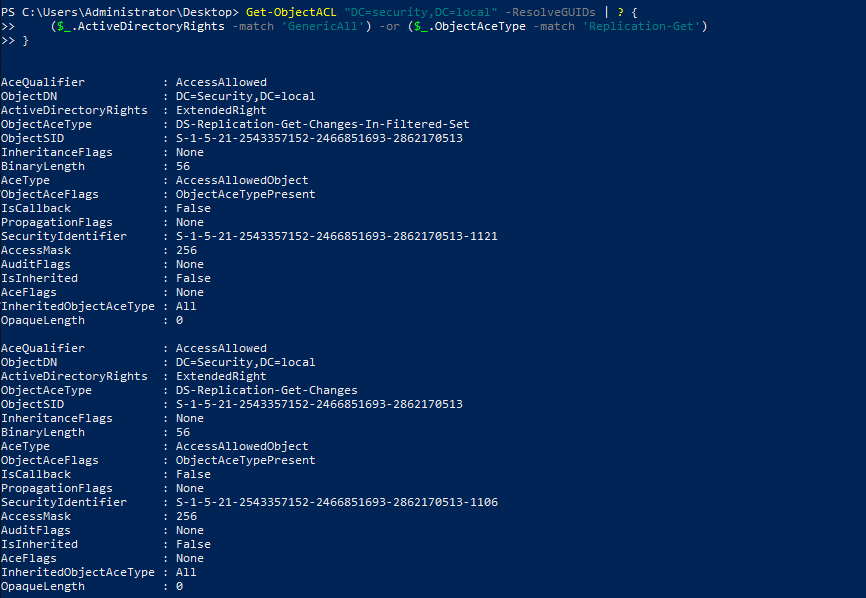 PS C:\Users\Administrator\Desktop> Get-ObjectACL "DC=security,DC=local" -ResolveGUIDs | ? {
>>     ($_.ActiveDirectoryRights -match 'GenericAll') -or ($_.ObjectAceType -match 'Replication-Get')
>> }
AceQualifier           : AccessAllowed
ObjectDN               : DC=Security,DC=local
ActiveDirectoryRights  : ExtendedRight
ObjectAceType          : DS-Replication-Get-Changes-In-Filtered-Set
ObjectSID              : S-1-5-21-2543357152-2466851693-2862170513
InheritanceFlags       : None
BinaryLength           : 56
AceType                : AccessAllowedObject
ObjectAceFlags         : ObjectAceTypePresent
IsCallback             : False
PropagationFlags       : None
SecurityIdentifier     : S-1-5-21-2543357152-2466851693-2862170513-1121
AccessMask             : 256
AuditFlags             : None
IsInherited            : False
AceFlags               : None
InheritedObjectAceType : All
OpaqueLength           : 0
AceQualifier           : AccessAllowed
ObjectDN               : DC=Security,DC=local
ActiveDirectoryRights  : ExtendedRight
ObjectAceType          : DS-Replication-Get-Changes
ObjectSID              : S-1-5-21-2543357152-2466851693-2862170513
InheritanceFlags       : None
BinaryLength           : 56
AceType                : AccessAllowedObject
ObjectAceFlags         : ObjectAceTypePresent
IsCallback             : False
PropagationFlags       : None
SecurityIdentifier     : S-1-5-21-2543357152-2466851693-2862170513-1106
AccessMask             : 256
AuditFlags             : None
IsInherited            : False
AceFlags               : None
InheritedObjectAceType : All
OpaqueLength           : 0